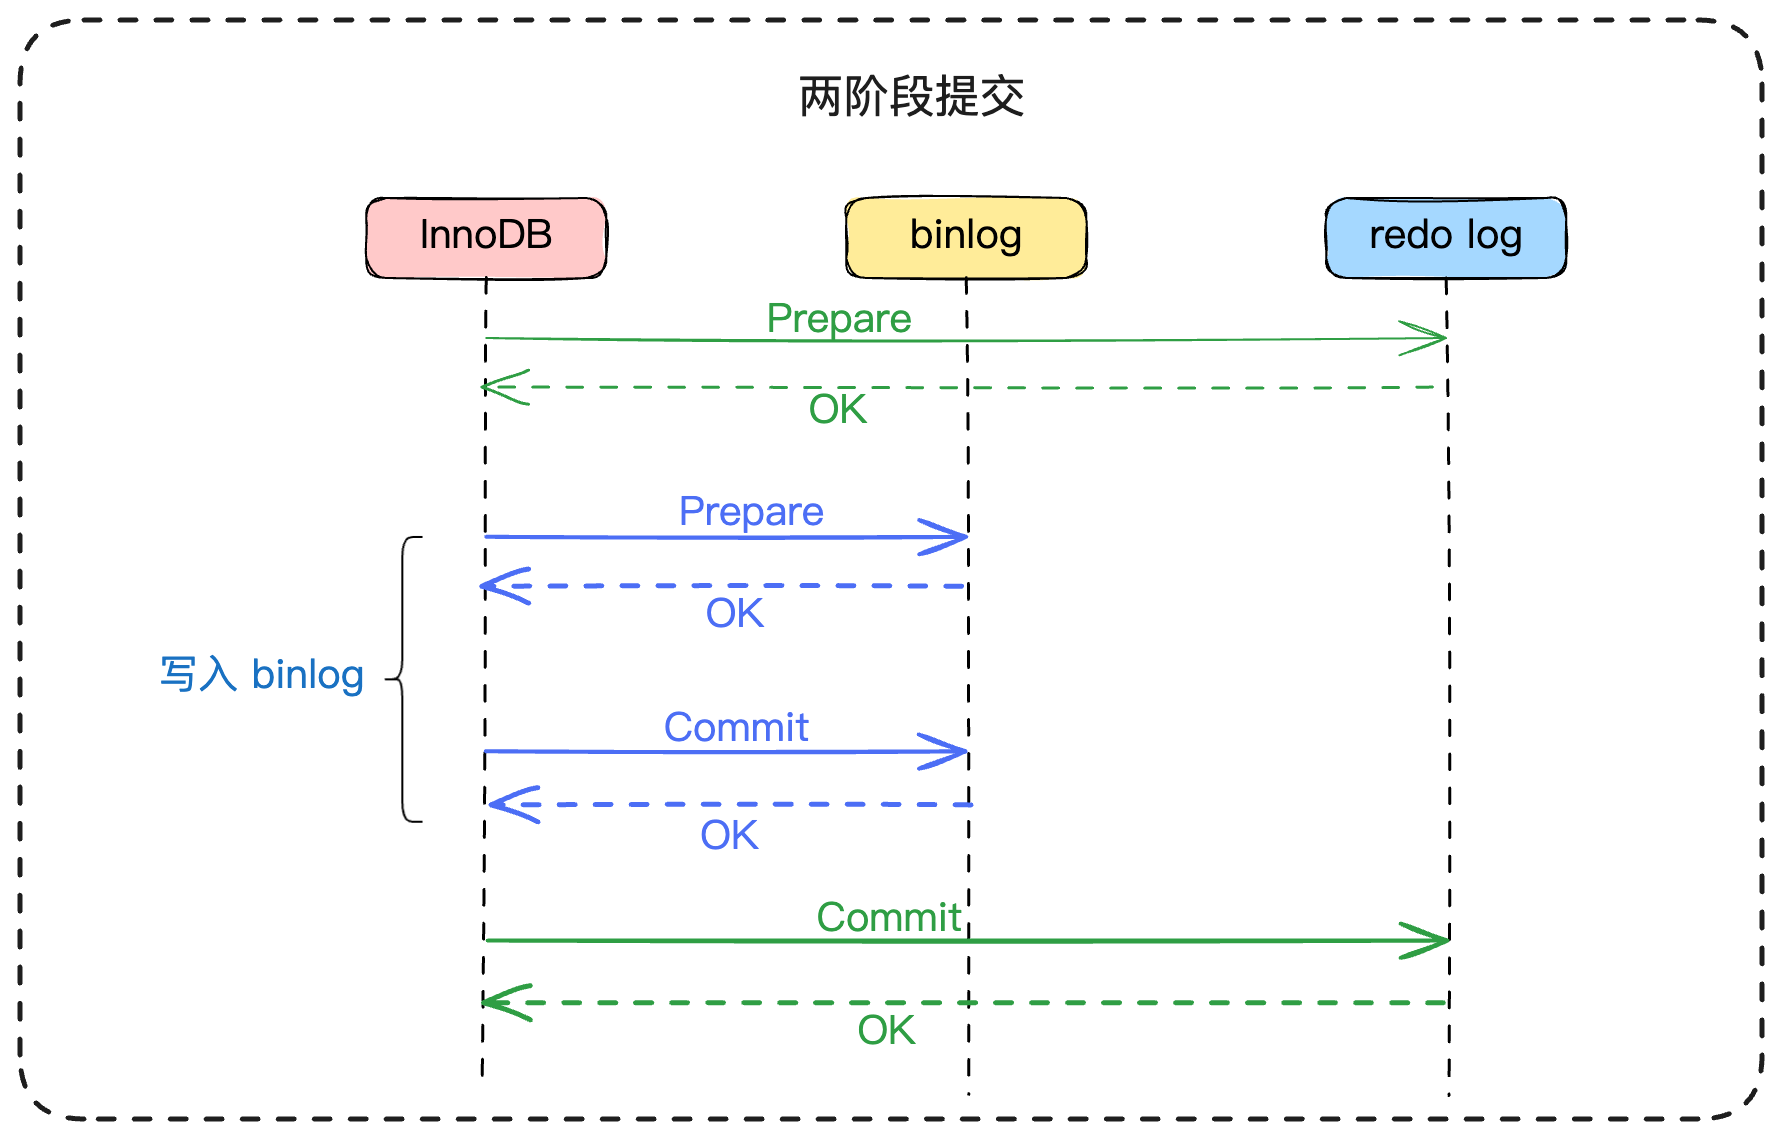 两阶段提交
InnoDB
binlog
redo log
Prepare
OK
Prepare
OK
写入 binlog
Commit
OK
Commit
OK